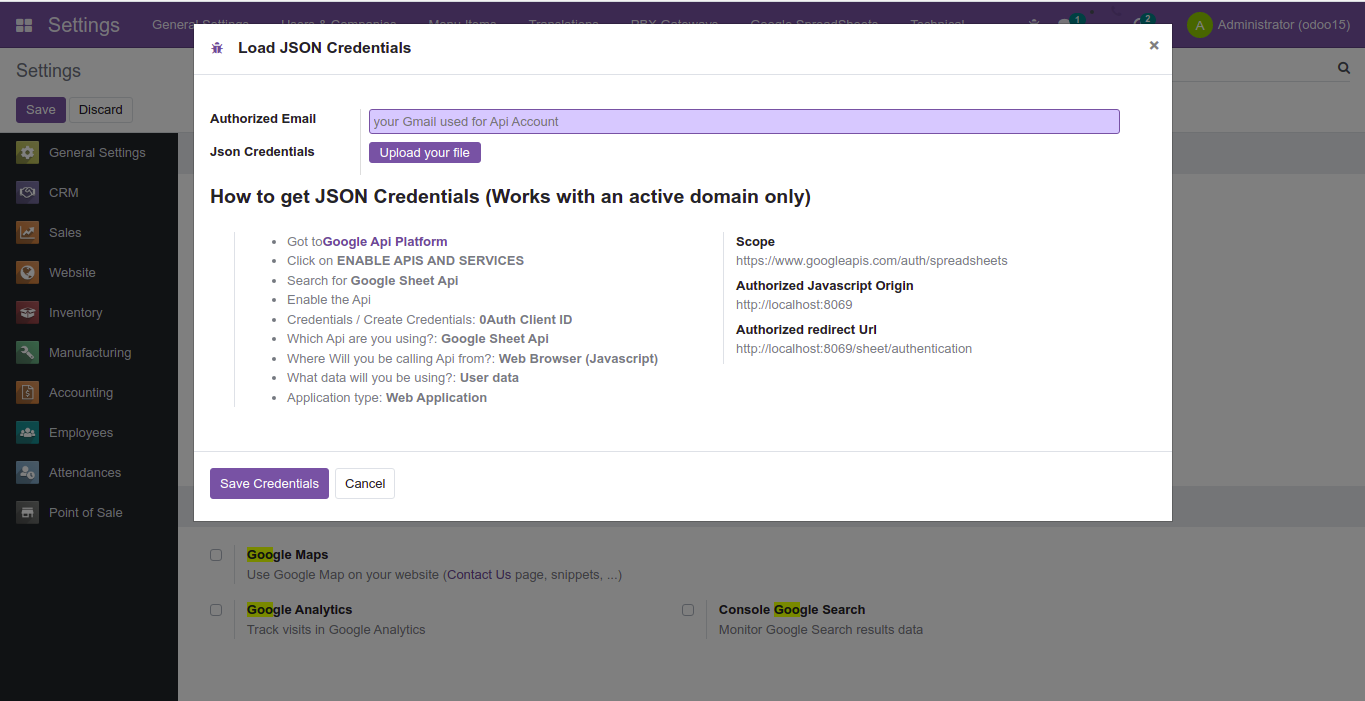 Settings
General Settings
Users & Companies
Menu Items
Translations
PBX Gateways
Google SpreadSheets
Technical
1
2
A
Administrator (odoo15)
Settings
Save
Discard
General Settings
CRM
Sales
Website
Inventory
Manufacturing
Accounting
Employees
Attendances
Point of Sale
Load JSON Credentials
×
Authorized Email
your Gmail used for Api Account
Json Credentials
Upload your file
How to get JSON Credentials (Works with an active domain only)
Got toGoogle Api Platform
Click on ENABLE APIS AND SERVICES
Search for Google Sheet Api
Enable the Api
Credentials / Create Credentials: 0Auth Client ID
Which Api are you using?: Google Sheet Api
Where Will you be calling Api from?: Web Browser (Javascript)
What data will you be using?: User data
Application type: Web Application
Scope
https://www.googleapis.com/auth/spreadsheets
Authorized Javascript Origin
http://localhost:8069
Authorized redirect Url
http://localhost:8069/sheet/authentication
Save Credentials
Cancel
Google Maps
Use Google Map on your website (Contact Us page, snippets, ...)
Google Analytics
Track visits in Google Analytics
Console Google Search
Monitor Google Search results data